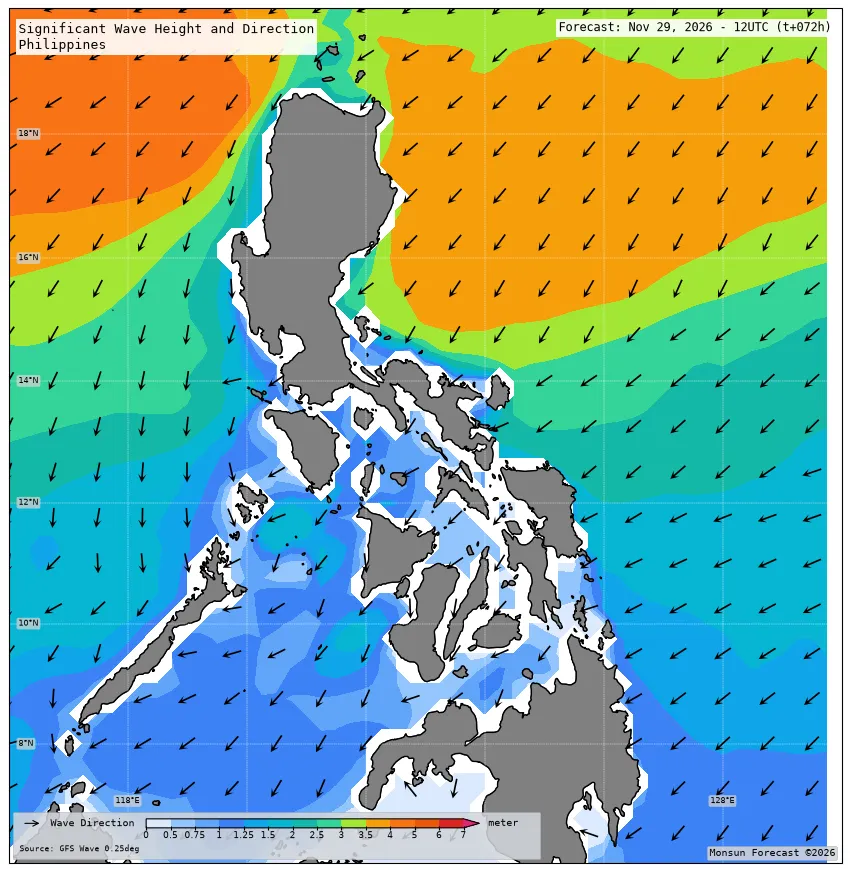 Significant Wave Height and Direction
Philippines
Forecast: Nov 29, 2026 - 12UTC (t+072h)
18°N
16°N
14°N
12°N
10°N
8°N
118°E
128°E
Wave Direction
0 0.5 0.75 1 1.25 1.5 2 2.5 3 3.5 4 5 6 7
meter
Source: GFS Wave 0.25deg
Monsun Forecast ©2026